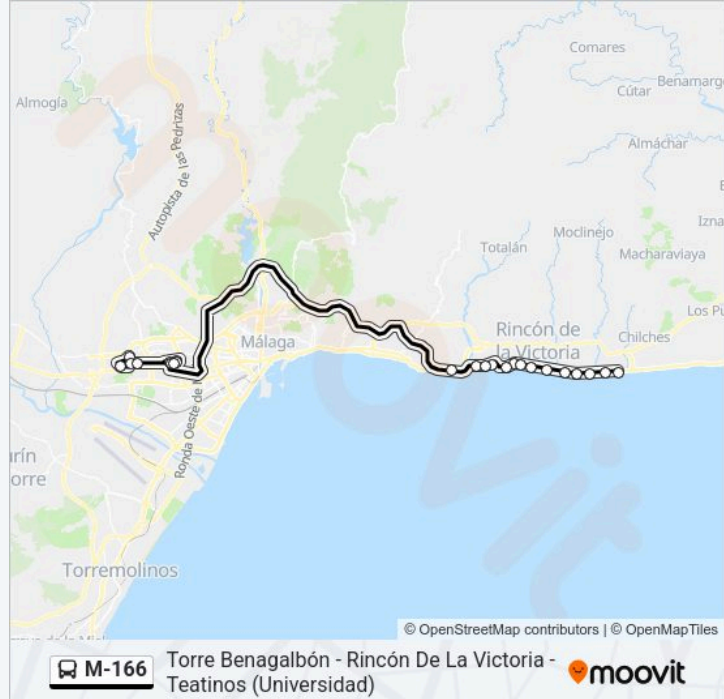 Comares
Benamarg
Cútar
Almogía
Almáchar
Autopista de las Pedrizas
Izna
Moclinejo
Totalán
Macharaviaya
Los Pu
Rincón de
la Victoria
Chilches
Málaga
Ronda Oeste de M
urín
orre
Torremolinos
moovit
© OpenStreetMap contributors | © OpenMapTiles
M-166
Torre Benagalbón - Rincón De La Victoria -
Teatinos (Universidad)
moovit